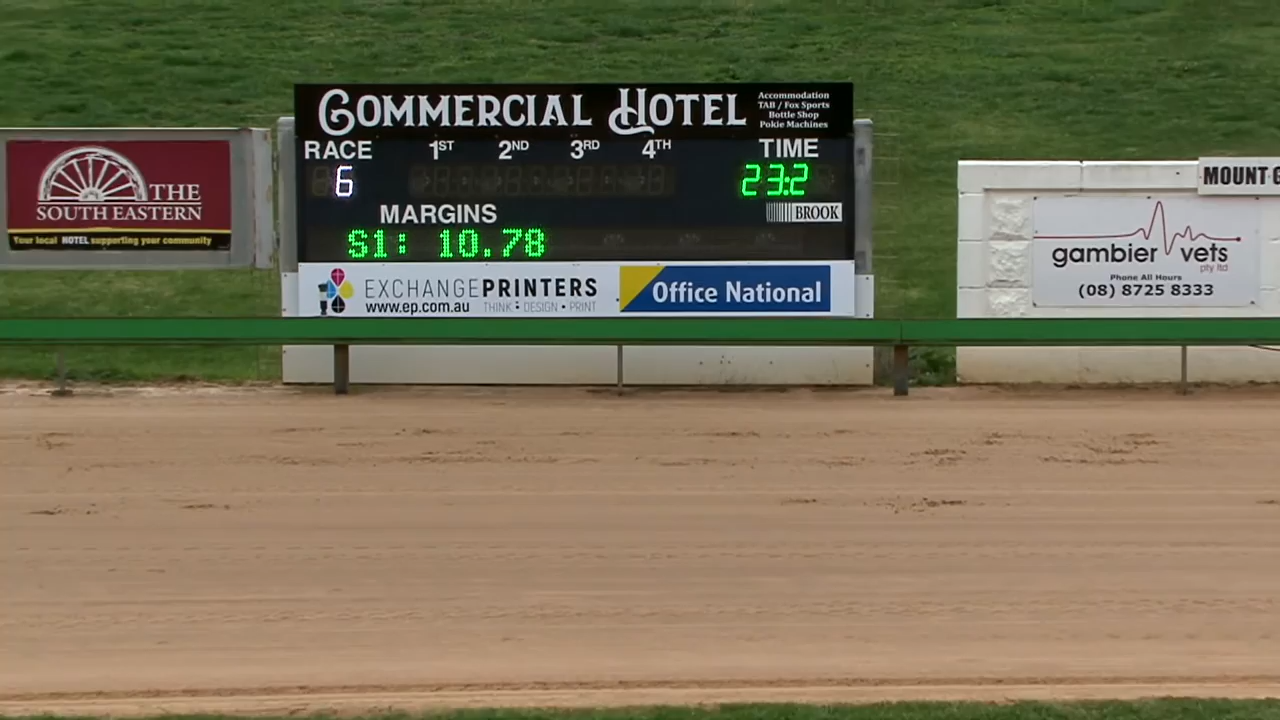 COMMERCIAL HOTEL
Accommodation
TAB / Fox Sports
Bottle Shop
Pokie Machines
RACE 1ST 2ND 3RD 4TH TIME
6 23:2
MARGINS
BROOK
S1: 10.78
EXCHANGEPRINTERS
www.ep.com.au THINK • DESIGN • PRINT
Office National
THE
SOUTH EASTERN
Your local HOTEL supporting your community
MOUNT G
gambier vets
pty ltd
Phone All Hours
(08) 8725 8333